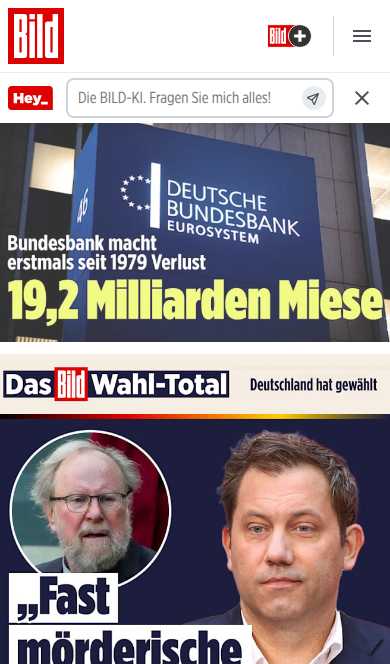 Bild
Bild
Hey_
Die BILD-KI. Fragen Sie mich alles!
46
DEUTSCHE
BUNDESBANK
EUROSYSTEM
Bundesbank macht
erstmals seit 1979 Verlust
19,2 Milliarden Miese
Das Bild Wahl-Total
Deutschland hat gewählt
„Fast
mörderische